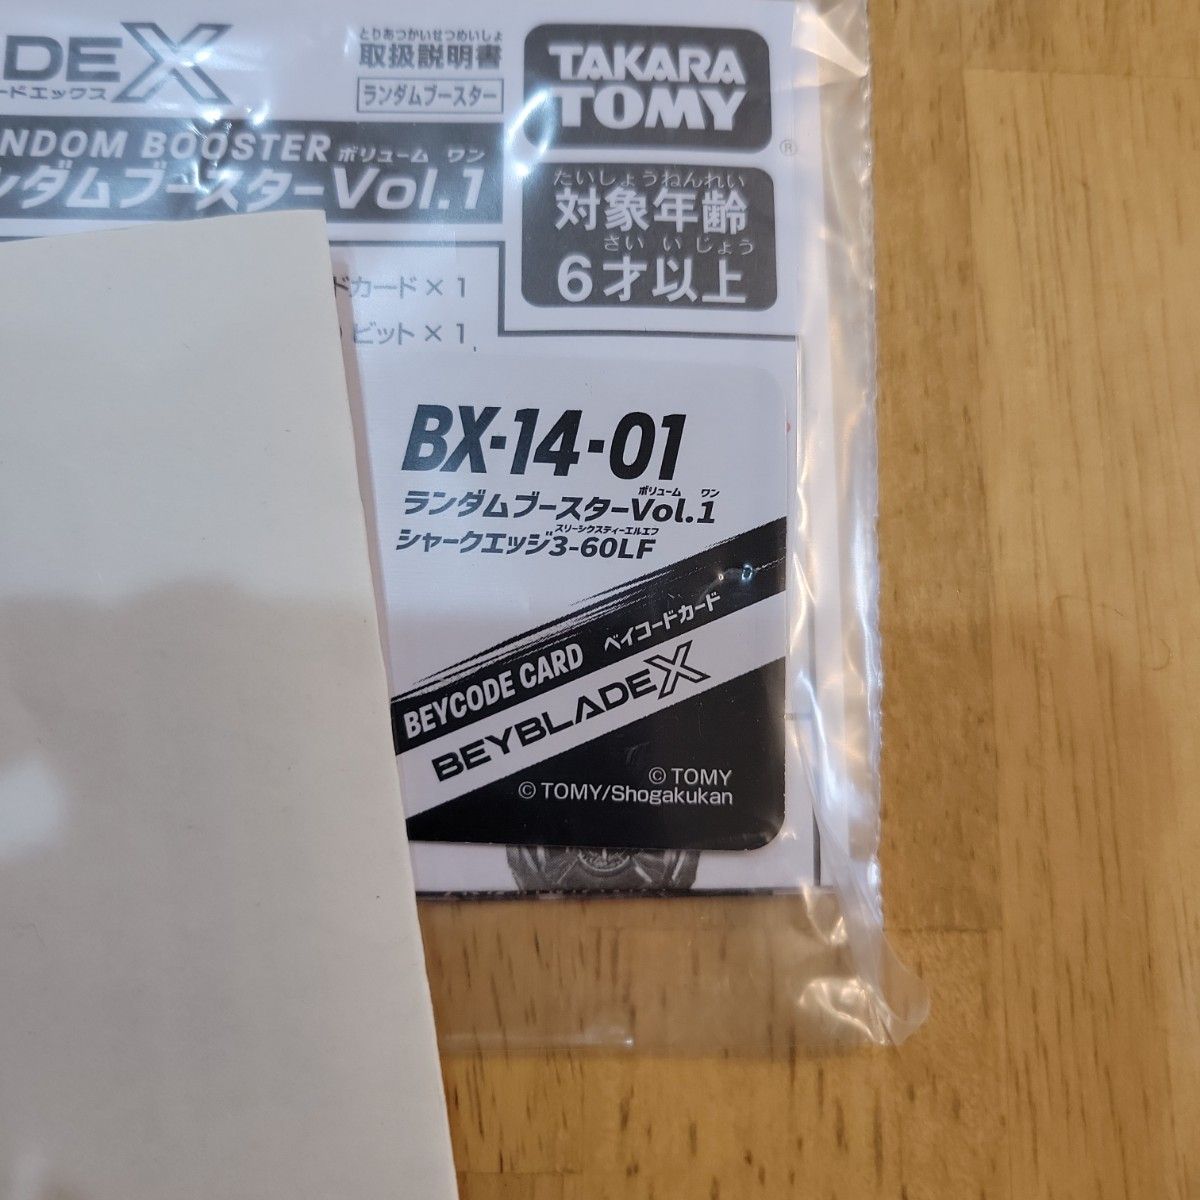 DEX
ードエックス
とりあつかいせつめいしょ
取扱説明書
ランダムブースター
TAKARA
TOMY
®
NDOM BOOSTER ボリューム ワン
ンダムブースターVol.1
たいしょうねんれい
対象年齢
さい い じょう
6才以上
ドカード×1
ビット×1
BX-14-01
ボリューム ワン
ランダムブースターVol.1
スリーシクスティーエルエフ
シャークエッジ3-60LF
BEYCODE CARD ベイコードカード
BEYBLADE X
© TOMY
© TOMY/Shogakukan